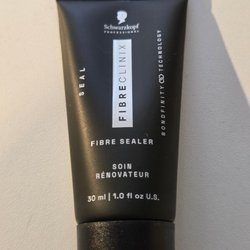 Schwarzkopf
PROFESSIONAL
SEAL
FIBRECLINIX
BONDFINITY TECHNOLOGY
FIBRE SEALER
SOIN
RÉNOVATEUR
30 ml | 1.0 fl oz U.S.